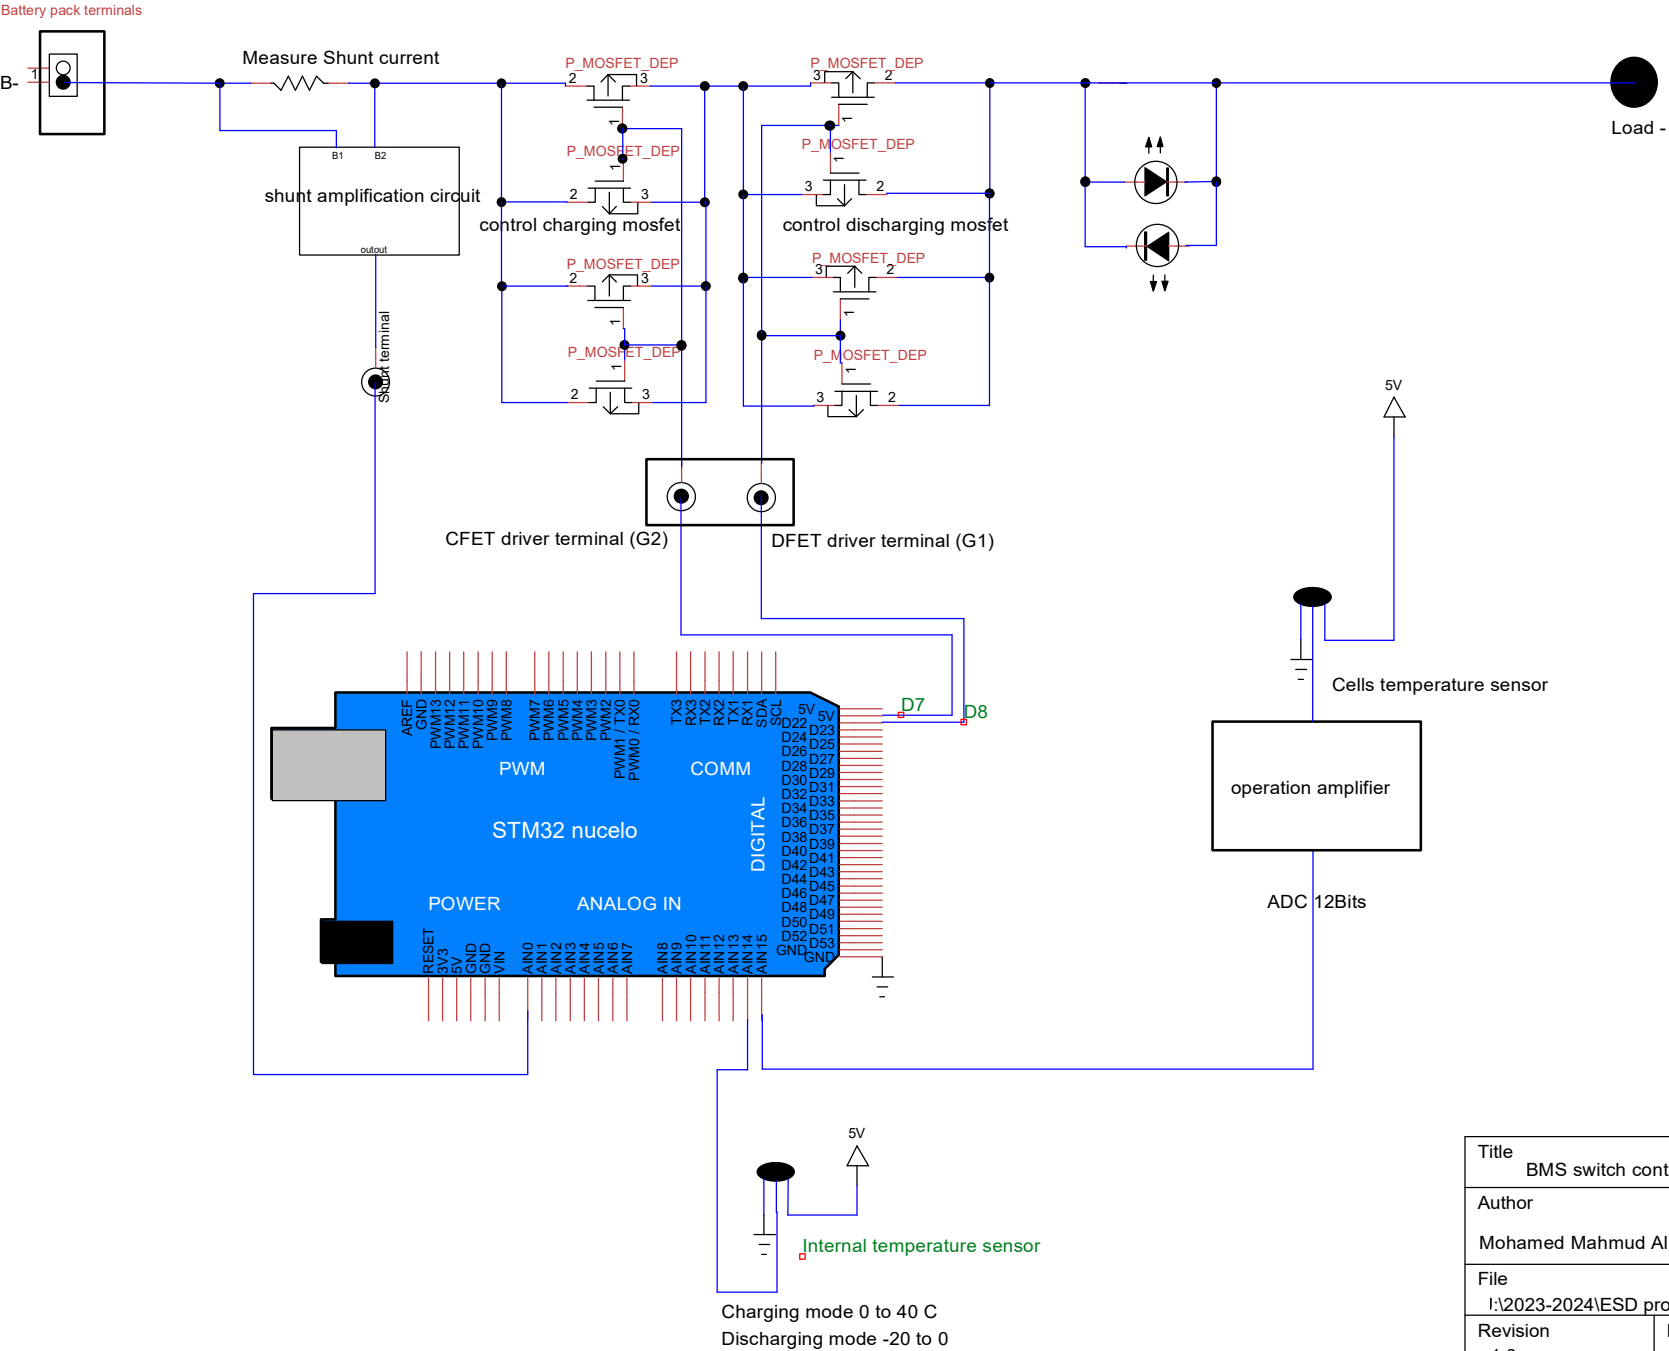 Battery pack terminals
B-
1
Measure Shunt current
B1
B2
shunt amplification circuit
outout
Shunt terminal
P_MOSFET_DEP
2
3
1
P_MOSFET_DEP
1
2
3
control charging mosfet
P_MOSFET_DEP
2
3
1
P_MOSFET_DEP
1
2
3
P_MOSFET_DEP
3
2
1
P_MOSFET_DEP
1
3
2
control discharging mosfet
P_MOSFET_DEP
3
2
1
P_MOSFET_DEP
1
3
2
Load -
CFET driver terminal (G2)
DFET driver terminal (G1)
5V
Cells temperature sensor
operation amplifier
ADC 12Bits
D7
D8
AREF
GND
PWM13
PWM12
PWM11
PWM10
PWM9
PWM8
PWM7
PWM6
PWM5
PWM4
PWM3
PWM2
PWM1 / TX0
PWM0 / RX0
TX3
RX3
TX2
RX2
TX1
RX1
SDA
SCL
PWM
COMM
STM32 nucelo
DIGITAL
POWER
ANALOG IN
5V
5V
D22
D23
D24
D25
D26
D27
D28
D29
D30
D31
D32
D33
D34
D35
D36
D37
D38
D39
D40
D41
D42
D43
D44
D45
D46
D47
D48
D49
D50
D51
D52
D53
GND
GND
RESET
3V3
5V
GND
GND
VIN
AIN0
AIN1
AIN2
AIN3
AIN4
AIN5
AIN6
AIN7
AIN8
AIN9
AIN10
AIN11
AIN12
AIN13
AIN14
AIN15
5V
Internal temperature sensor
Charging mode 0 to 40 C
Discharging mode -20 to 0
Title
BMS switch cont
Author
Mohamed Mahmud Al
File
I:\2023-2024\ESD pro
Revision